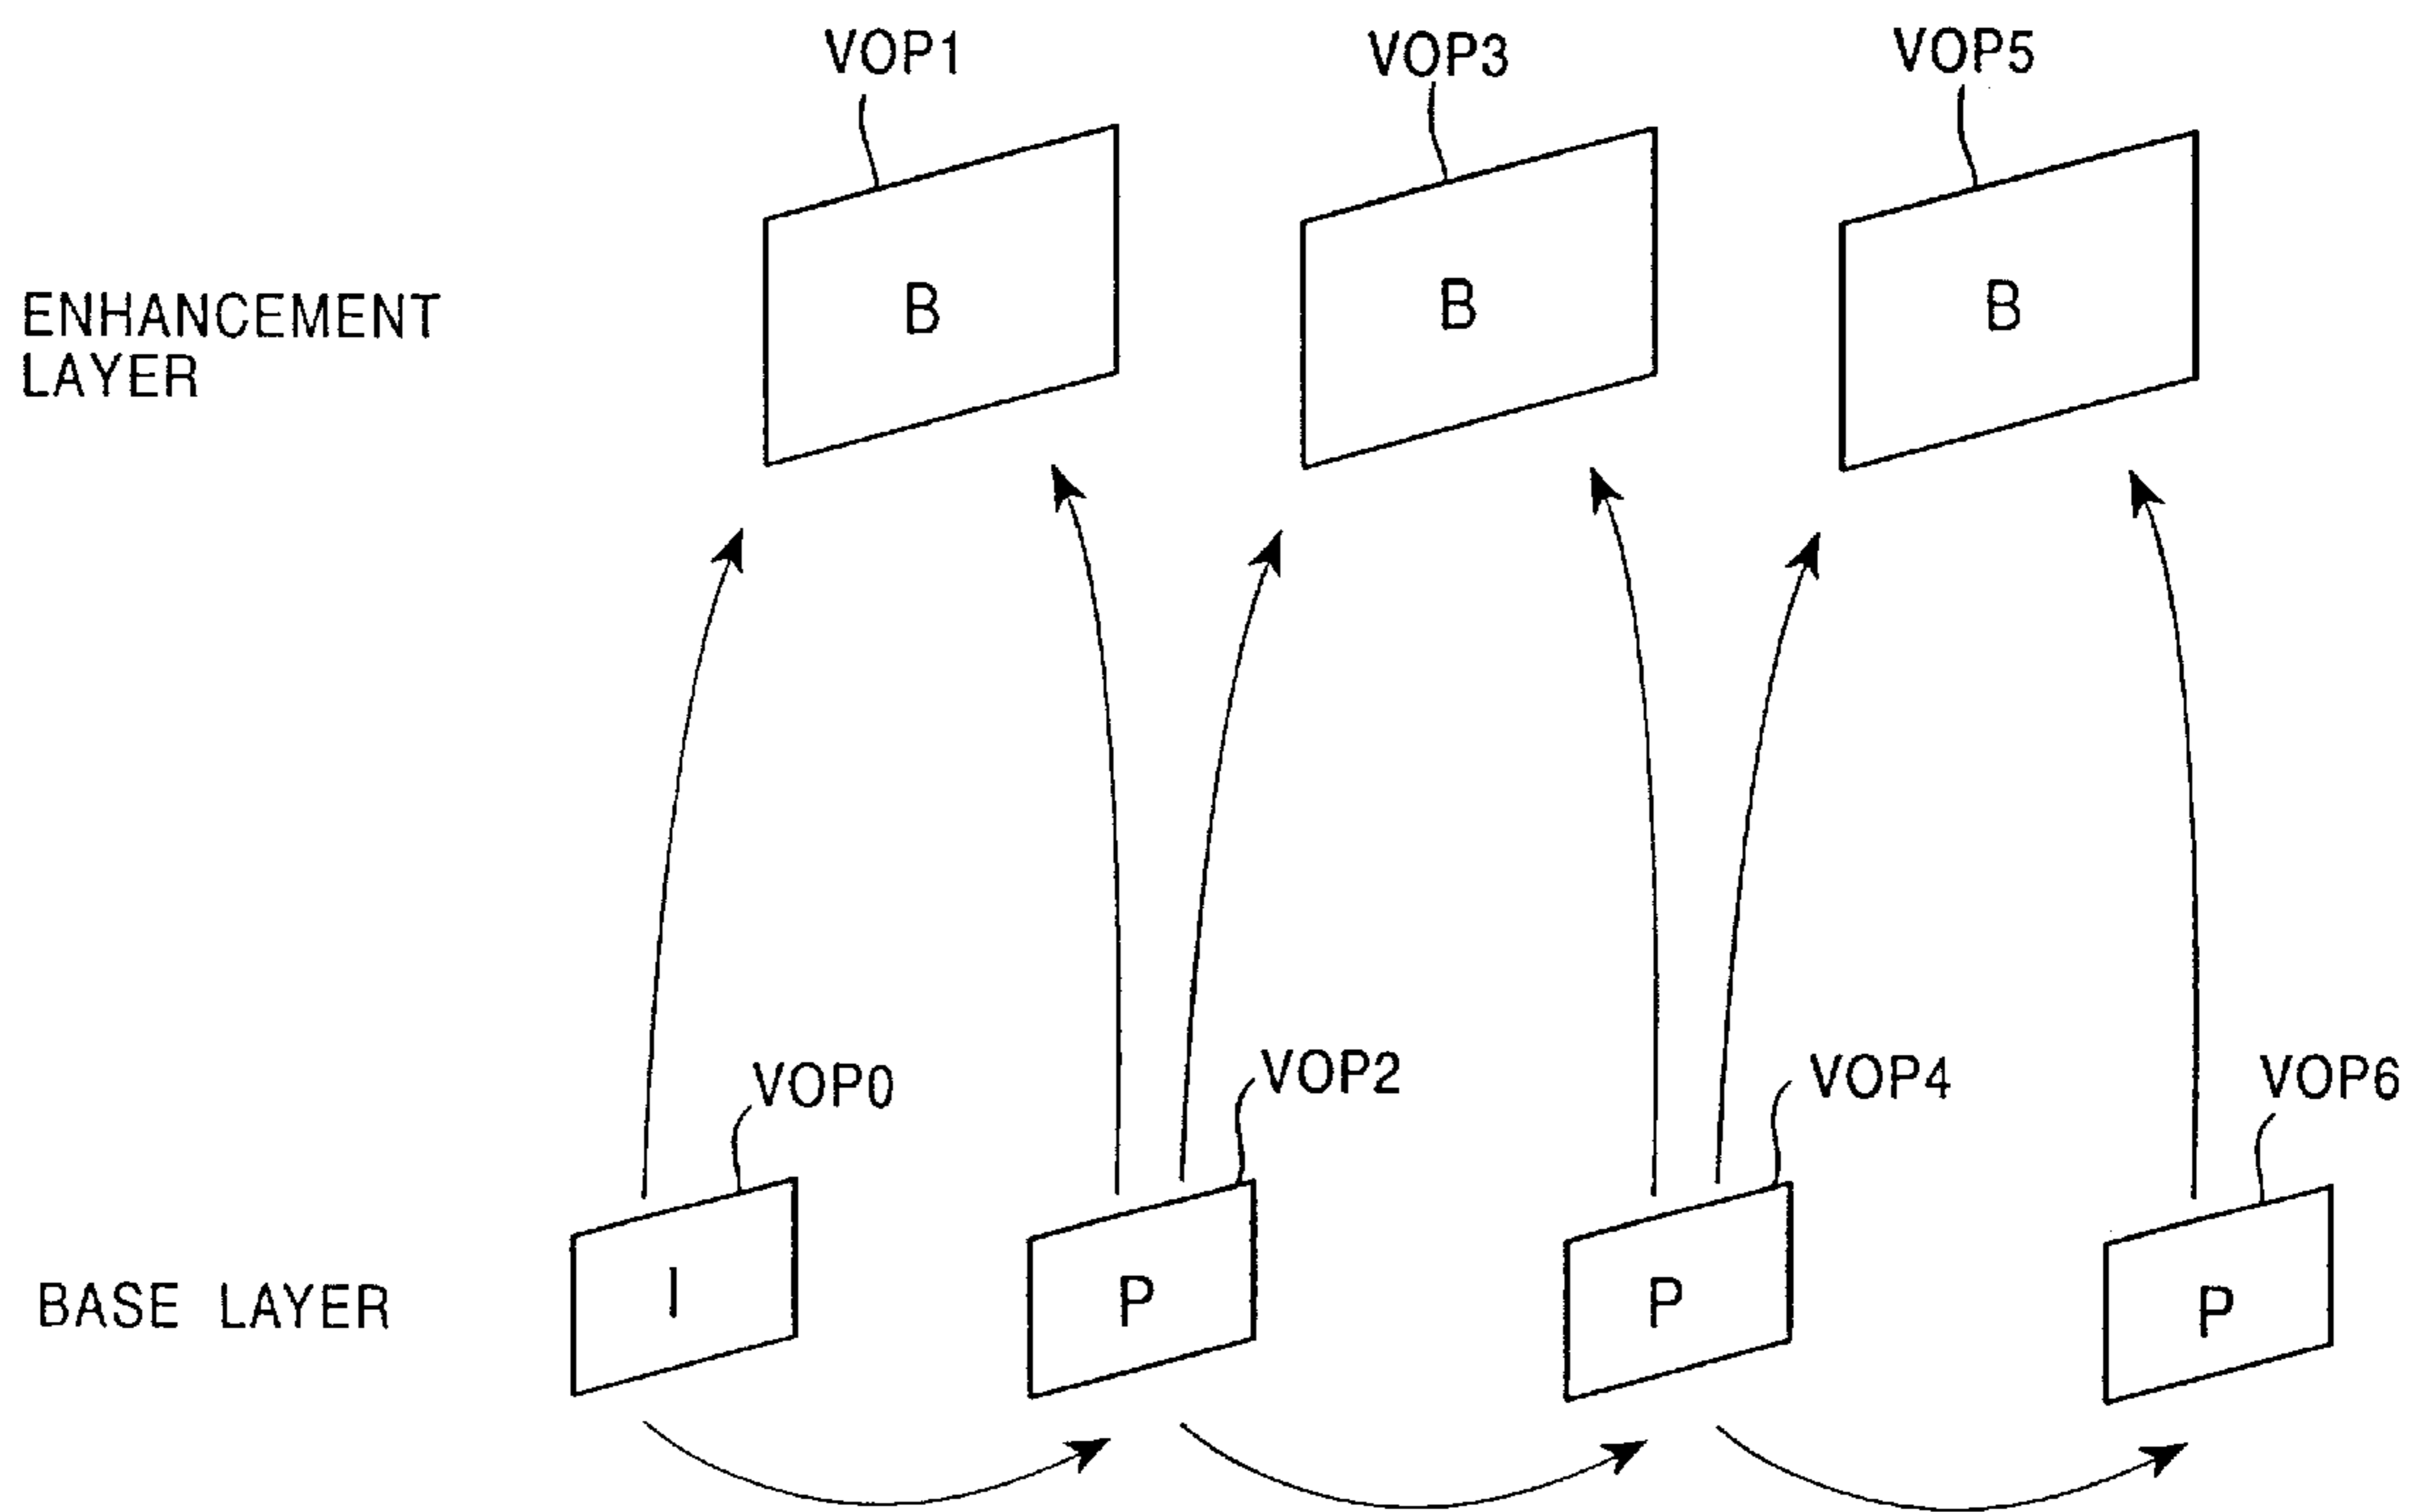 VOP1 VOP3 VOP5
B B B
ENHANCEMENT
LAYER
VOP0 VOP2 VOP4 VOP6
BASE LAYER I P P P